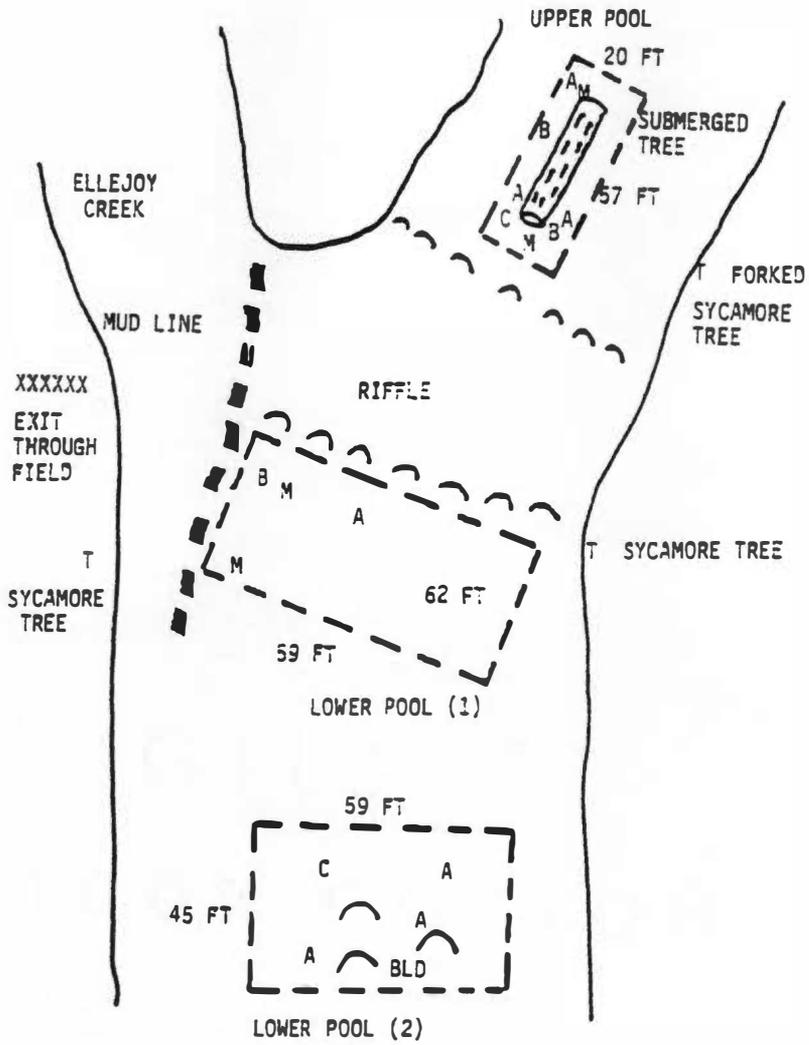 UPPER POOL
20 FT
A M
SUBMERGED
TREE
B
ELLEJOY
CREEK
A
57 FT
C
A
B
M
T FORKED
SYCAMORE
TREE
MUD LINE
XXXXXX
EXIT
THROUGH
FIELD
RIFFLE
B
M
A
T
SYCAMORE
TREE
T SYCAMORE TREE
M
62 FT
59 FT
LOWER POOL (1)
59 FT
C
A
45 FT
A
A
BLD
LOWER POOL (2)